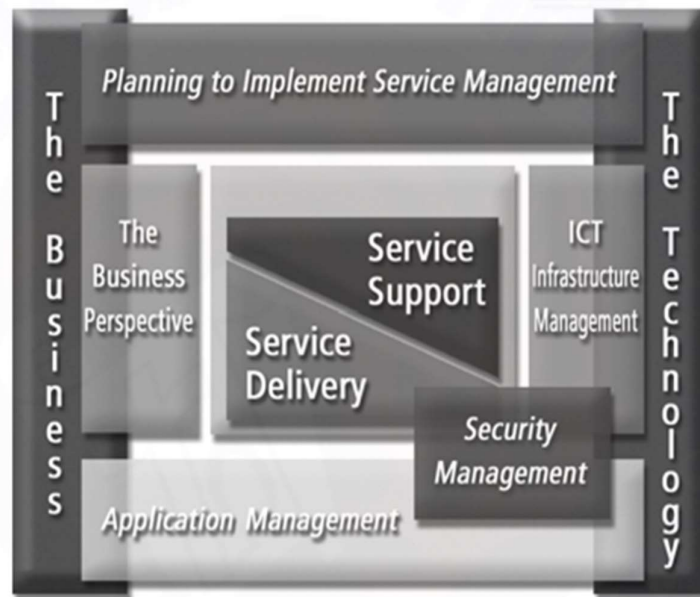 The Business
Planning to Implement Service Management
The Technology
The
Business
Perspective
Service
Support
Service
Delivery
ICT
Infrastructure
Management
Security
Management
Application Management